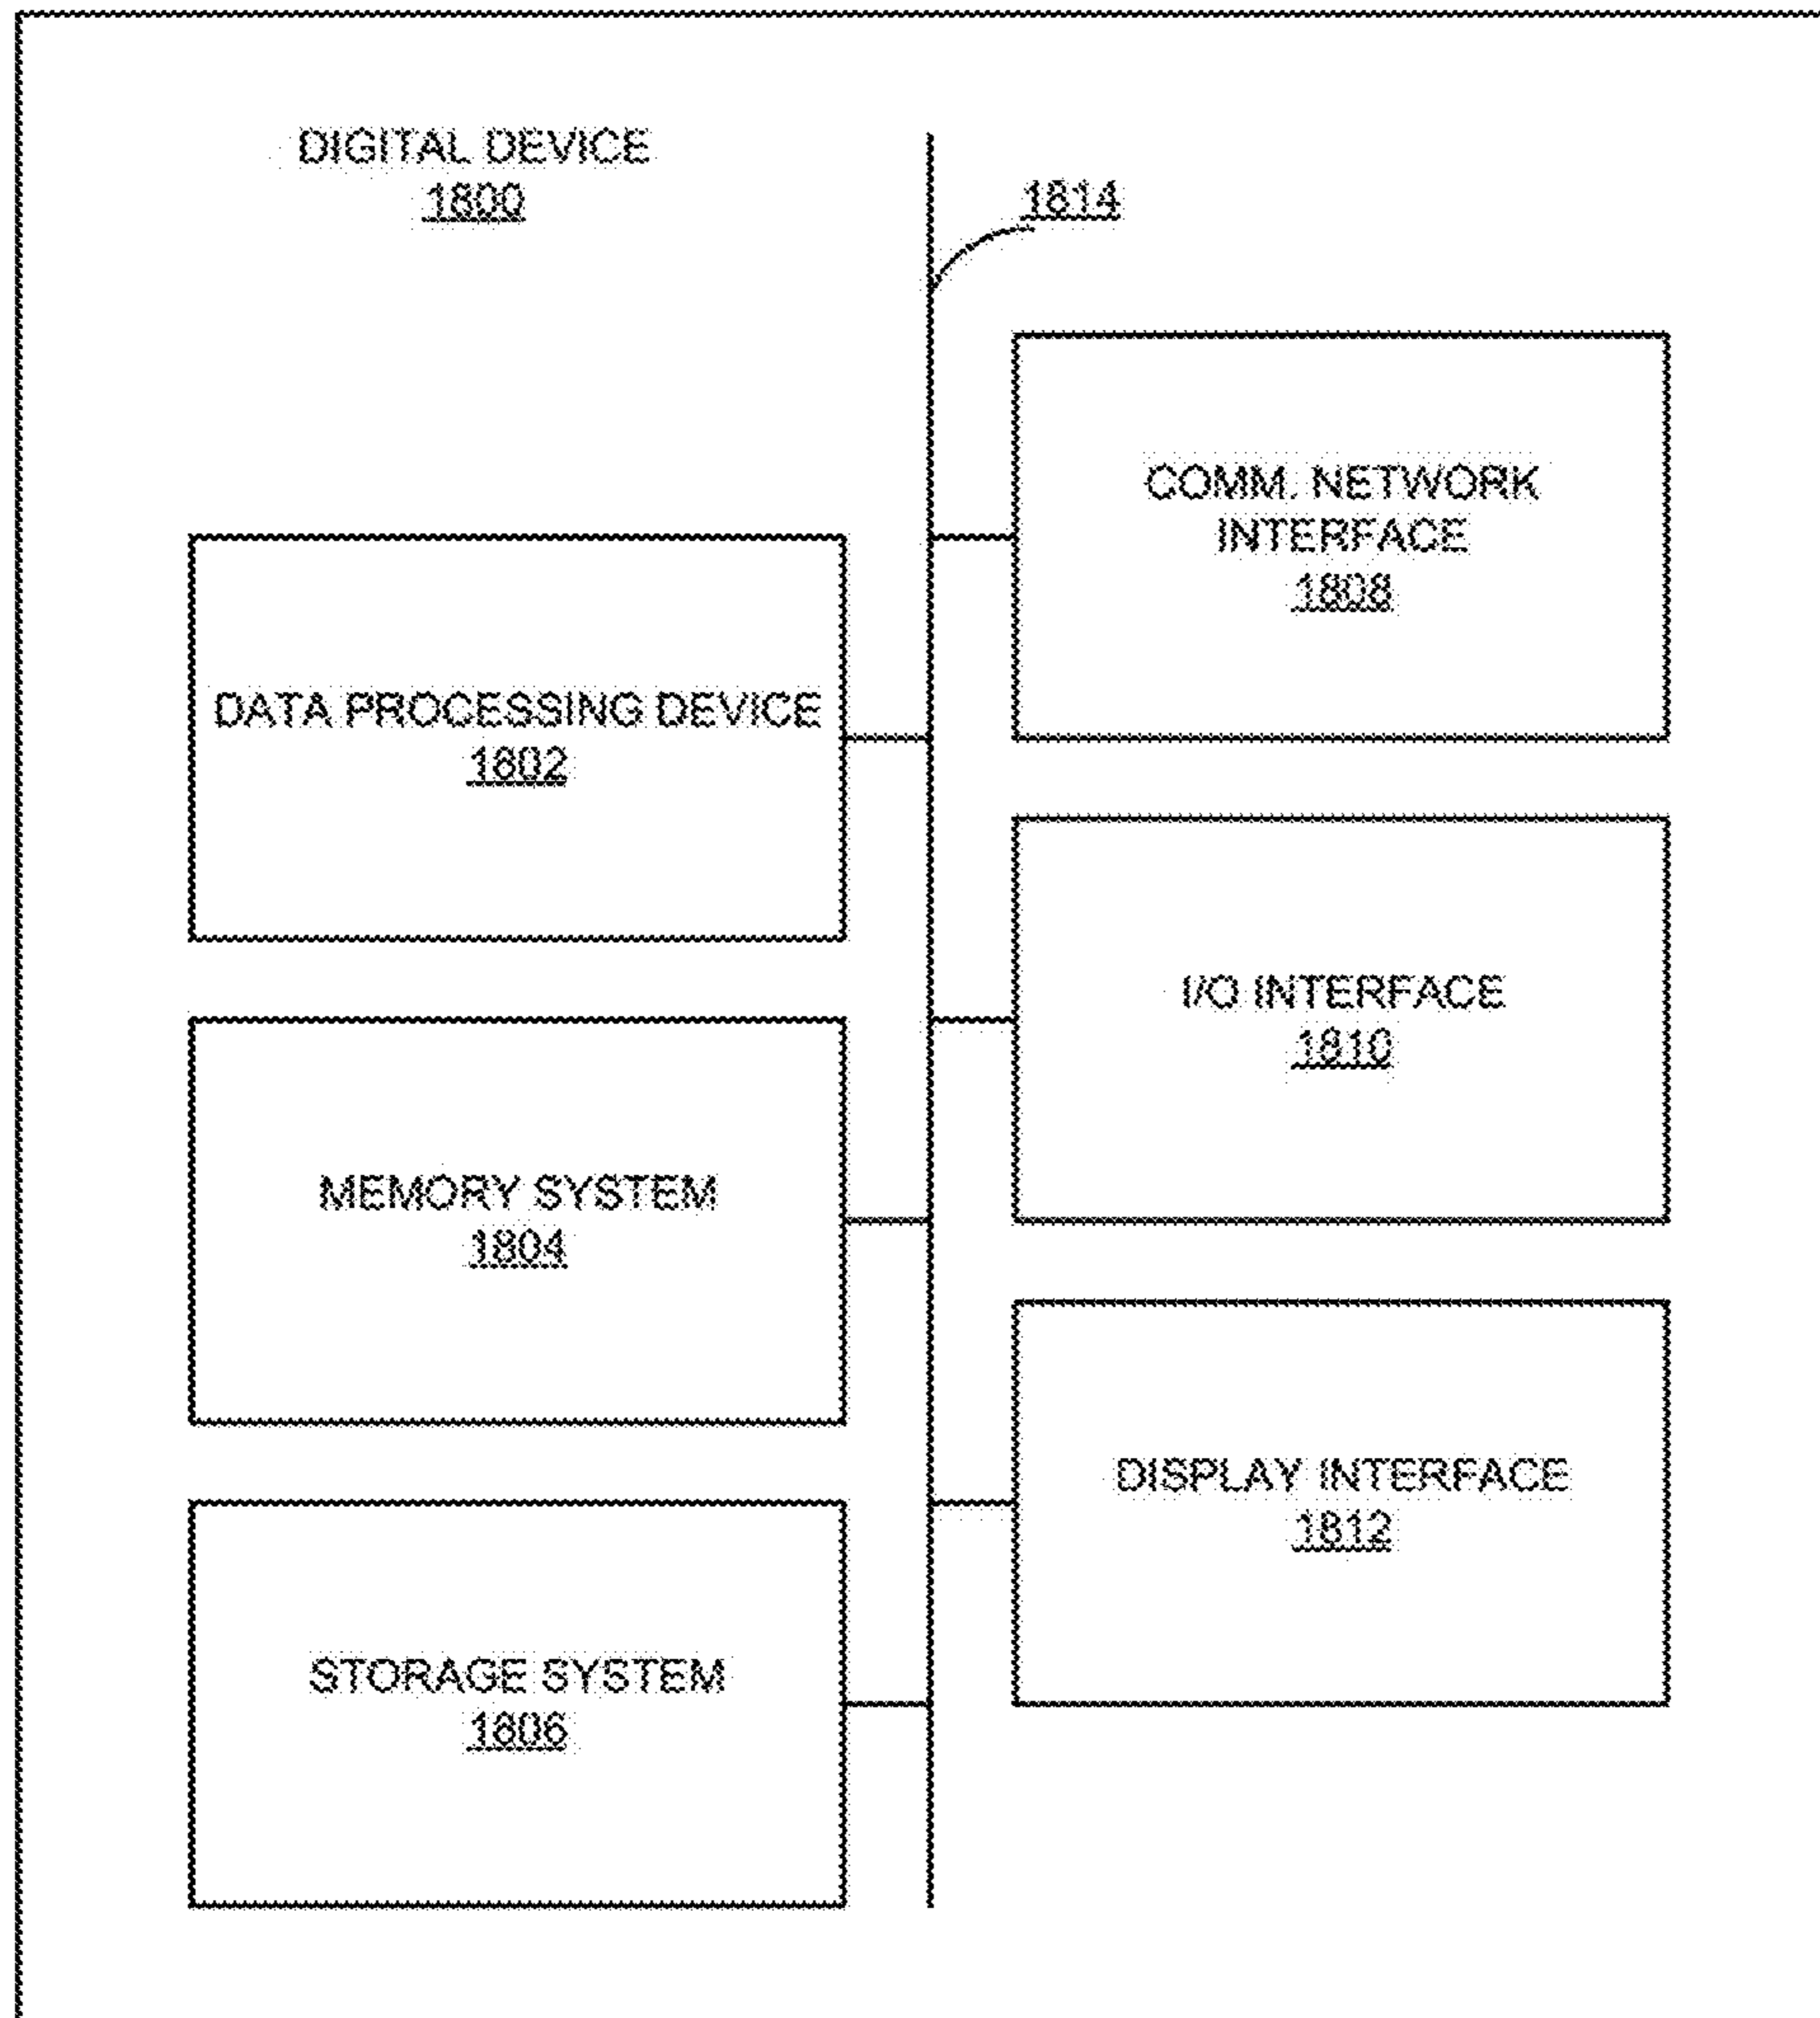 DIGITAL DEVICE
1800
1814
COMM. NETWORK
INTERFACE
1808
DATA PROCESSING DEVICE
1802
I/O INTERFACE
1810
MEMORY SYSTEM
1804
DISPLAY INTERFACE
1812
STORAGE SYSTEM
1806